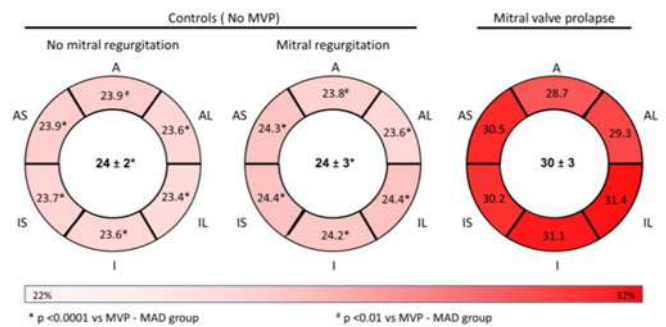 Controls ( No MVP)
Mitral valve prolapse
No mitral regurgitation
Mitral regurgitation
A
AS
AL
23.9#
23.9*
23.6*
24 ± 2*
23.7*
23.4*
23.6*
IS
IL
I
A
AS
AL
23.8#
24.3*
23.6*
24 ± 3*
24.4*
24.4*
24.2*
IS
IL
I
A
AS
AL
28.7
30.5
29.3
30 ± 3
30.2
31.4
31.1
IS
IL
I
22%
32%
* p <0.0001 vs MVP - MAD group
# p <0.01 vs MVP - MAD group